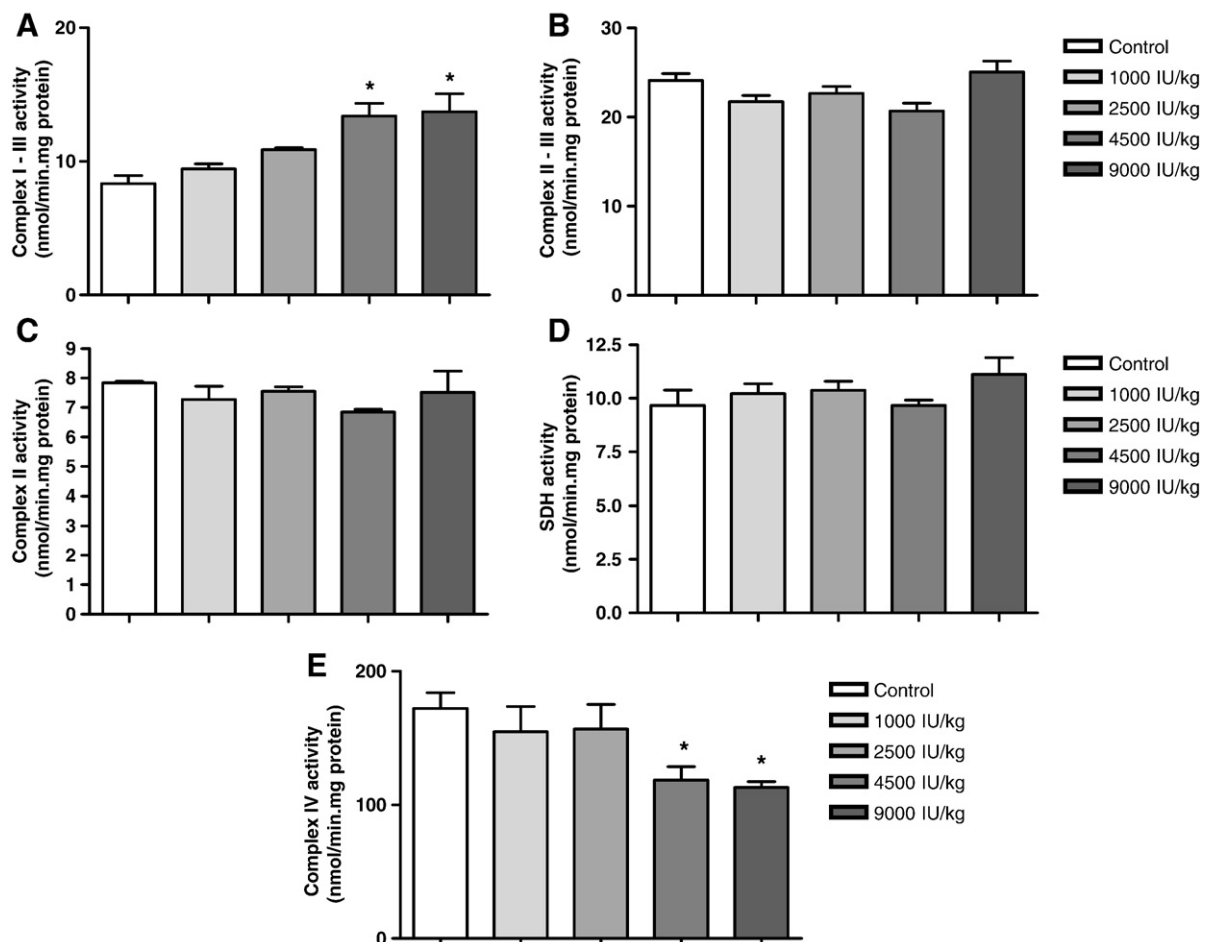 A
Complex I - III activity
(nmol/min.mg protein)
20
10
0
*
*
B
Complex II - III activity
(nmol/min.mg protein)
30
20
10
0
Control
1000 IU/kg
2500 IU/kg
4500 IU/kg
9000 IU/kg
C
Complex II activity
(nmol/min.mg protein)
9
8
7
6
5
4
3
2
1
0
D
SDH activity
(nmol/min.mg protein)
12.5
10.0
7.5
5.0
2.5
0.0
Control
1000 IU/kg
2500 IU/kg
4500 IU/kg
9000 IU/kg
E
Complex IV activity
(nmol/min.mg protein)
200
100
0
*
*
Control
1000 IU/kg
2500 IU/kg
4500 IU/kg
9000 IU/kg